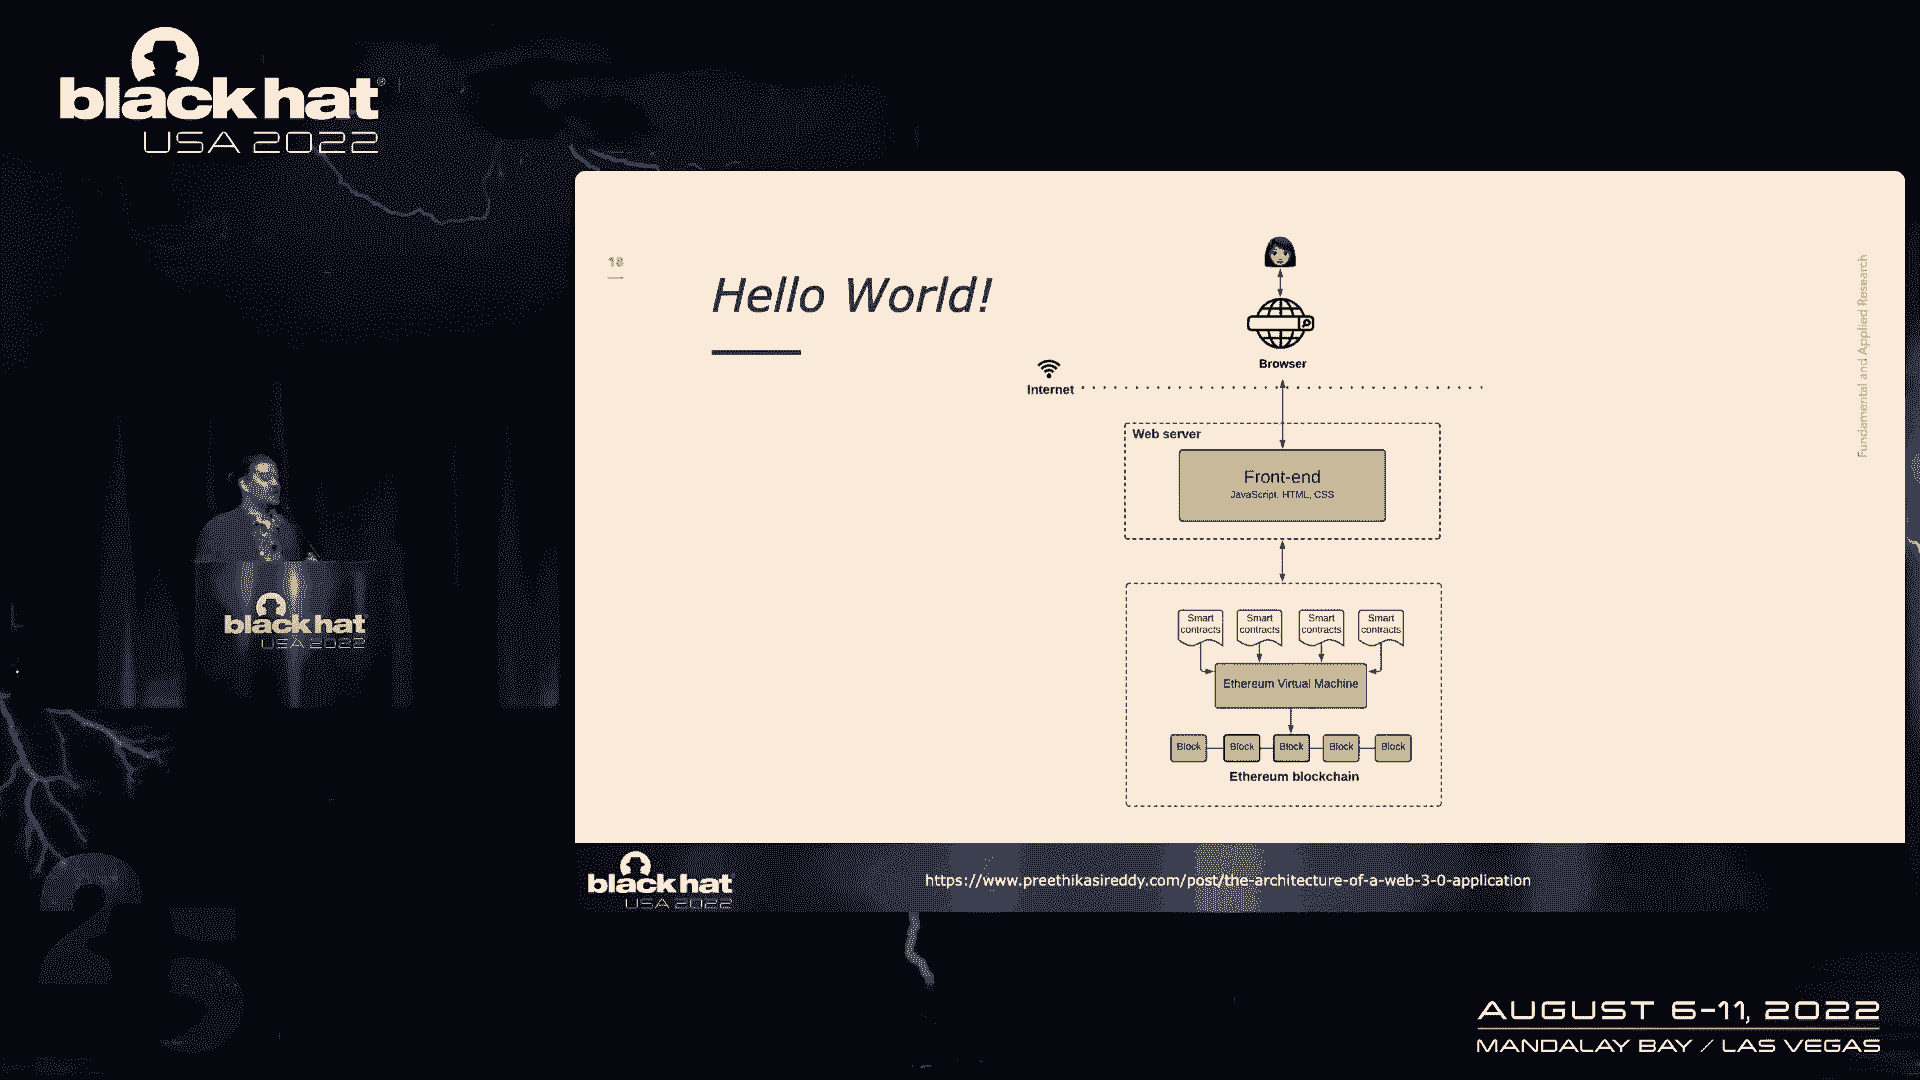 black hat®
USA 2022
18
Hello World!
Browser
Internet
Web server
Front-end
JavaScript, HTML, CSS
Smart contracts
Smart contracts
Smart contracts
Smart contracts
Ethereum Virtual Machine
Block Block Block Block Block
Ethereum blockchain
Fundamental and Applied Research
black hat
USA 2022
black hat
USA 2022
https://www.preethikasireddy.com/post/the-architecture-of-a-web-3-0-application
25
AUGUST 6-11, 2022
MANDALAY BAY / LAS VEGAS